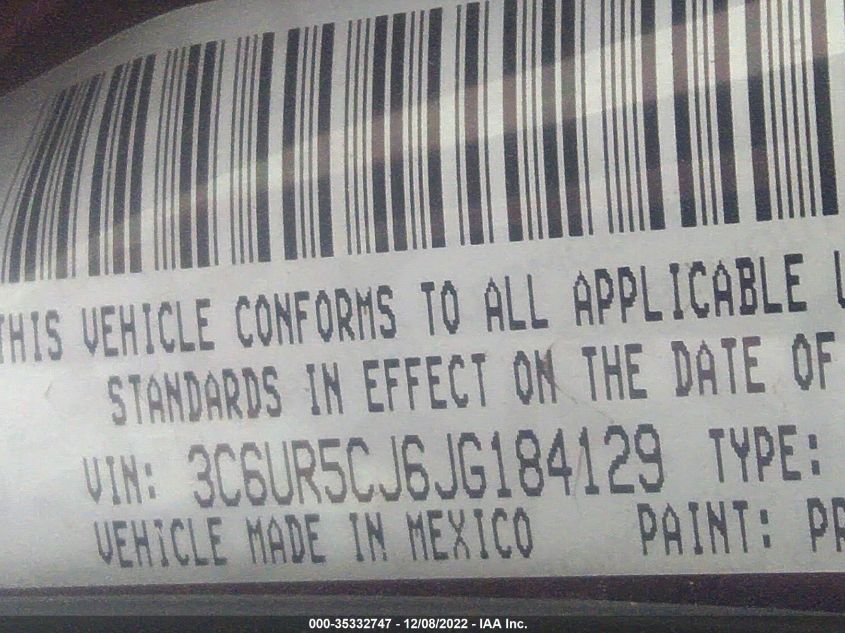 THIS VEHICLE CONFORMS TO ALL APPLICABLE
STANDARDS IN EFFECT ON THE DATE OF
VIN: 3C6UR5CJ6JG184129 TYPE:
VEHICLE MADE IN MEXICO PAINT: PR
000-35332747 - 12/08/2022 - IAA Inc.